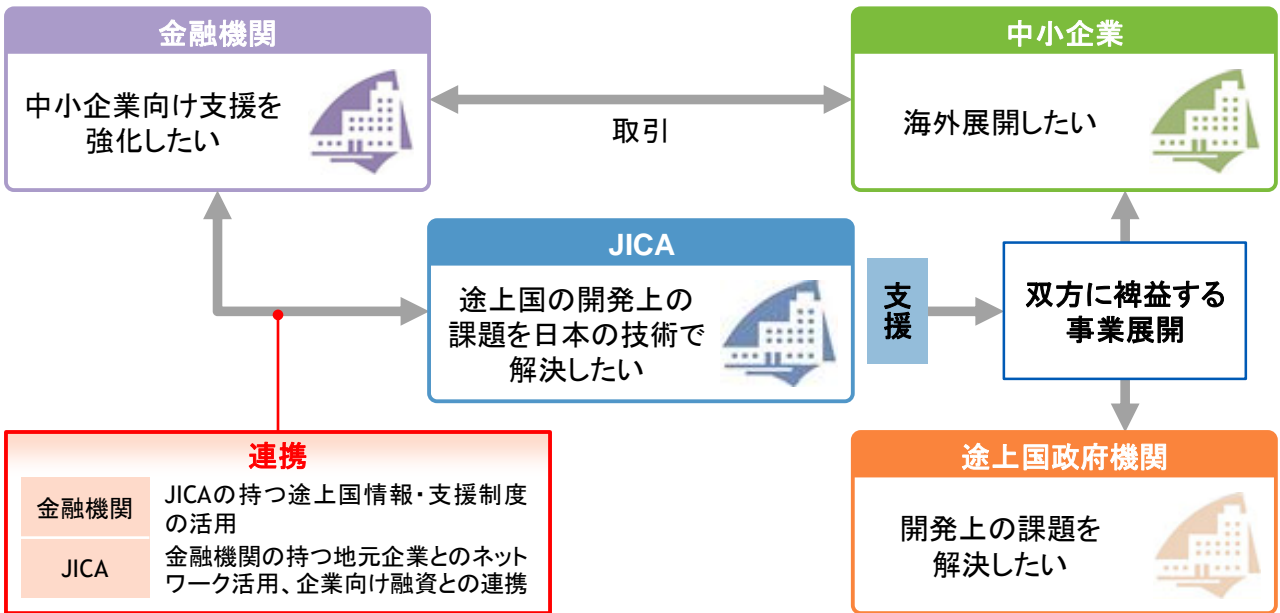 金融機関
中小企業向け支援を
強化したい
取引
中小企業
海外展開したい
JICA
途上国の開発上の
課題を日本の技術で
解決したい
支援
双方に裨益する
事業展開
連携
金融機関
JICAの持つ途上国情報・支援制度
の活用
JICA
金融機関の持つ地元企業とのネット
ワーク活用、企業向け融資との連携
途上国政府機関
開発上の課題を
解決したい